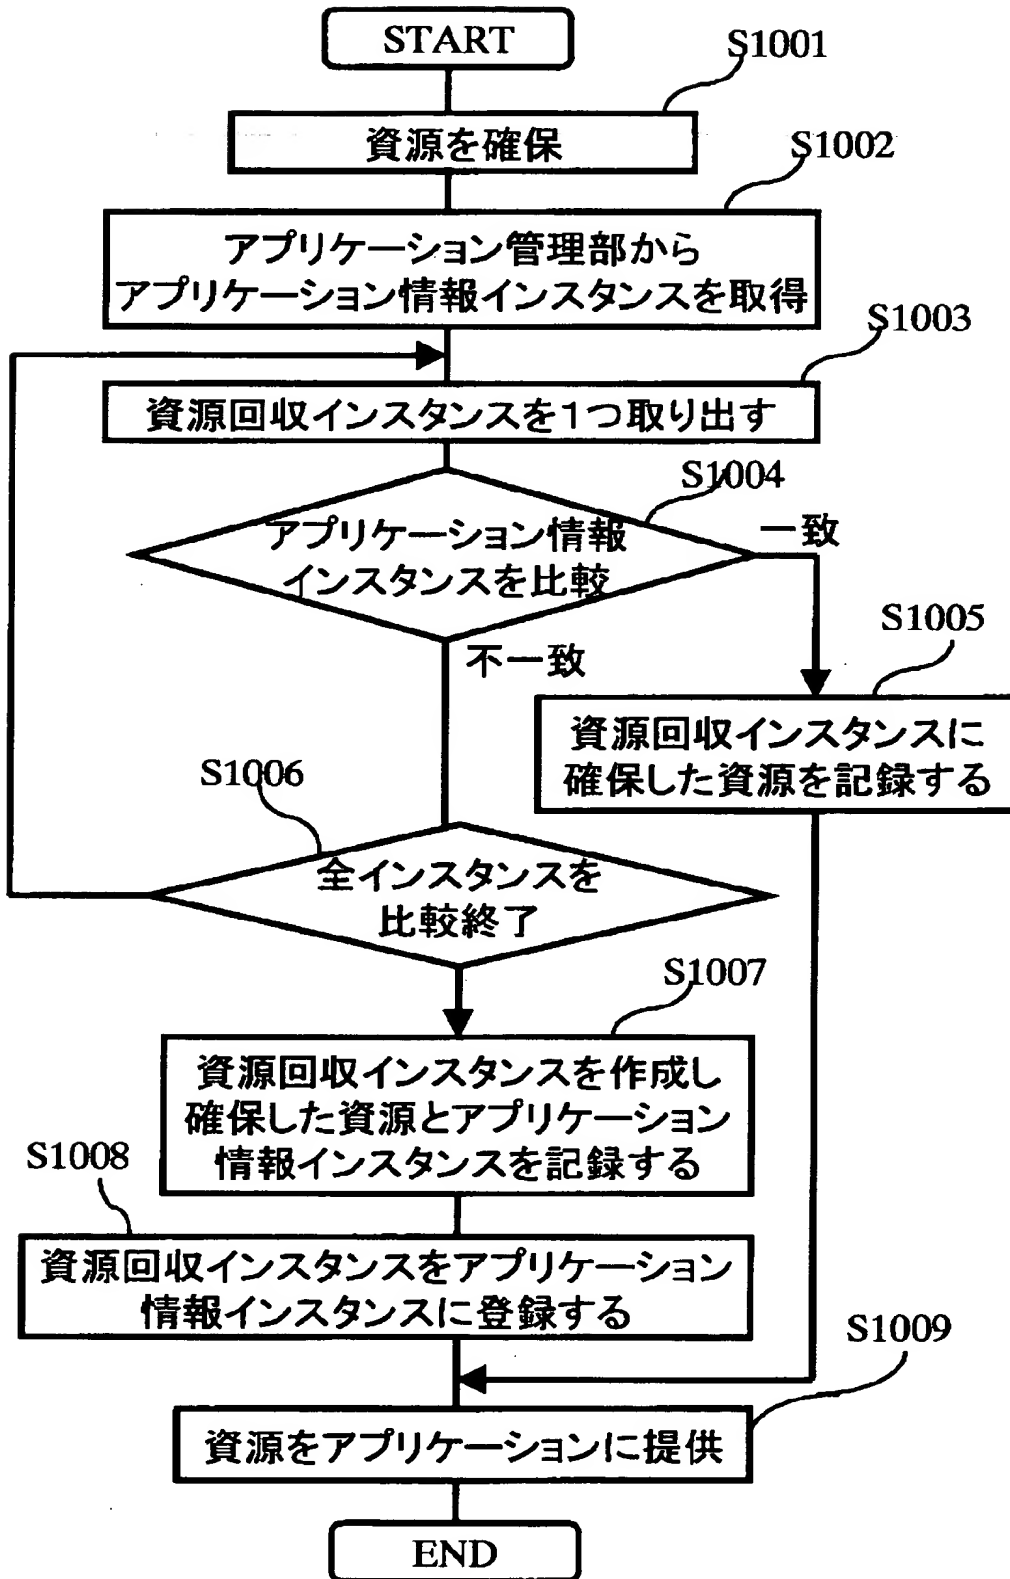 START
S1001
資源を確保
S1002
アプリケーション管理部から
アプリケーション情報インスタンスを取得
S1003
資源回収インスタンスを1つ取り出す
S1004
アプリケーション情報
インスタンスを比較
一致
不一致
S1005
資源回収インスタンスに
確保した資源を記録する
S1006
全インスタンスを
比較終了
S1007
資源回収インスタンスを作成し
確保した資源とアプリケーション
情報インスタンスを記録する
S1008
資源回収インスタンスをアプリケーション
情報インスタンスに登録する
S1009
資源をアプリケーションに提供
END